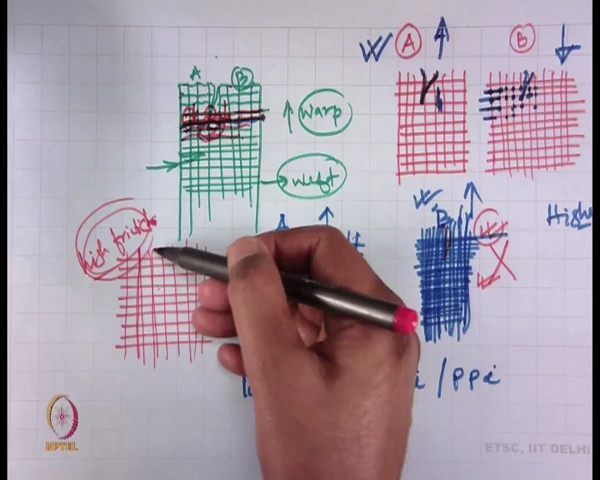 W A B
A B
warp
weft
high friction
A
B
High
i / ppi
NPTEL
ETSC, IIT DELHI